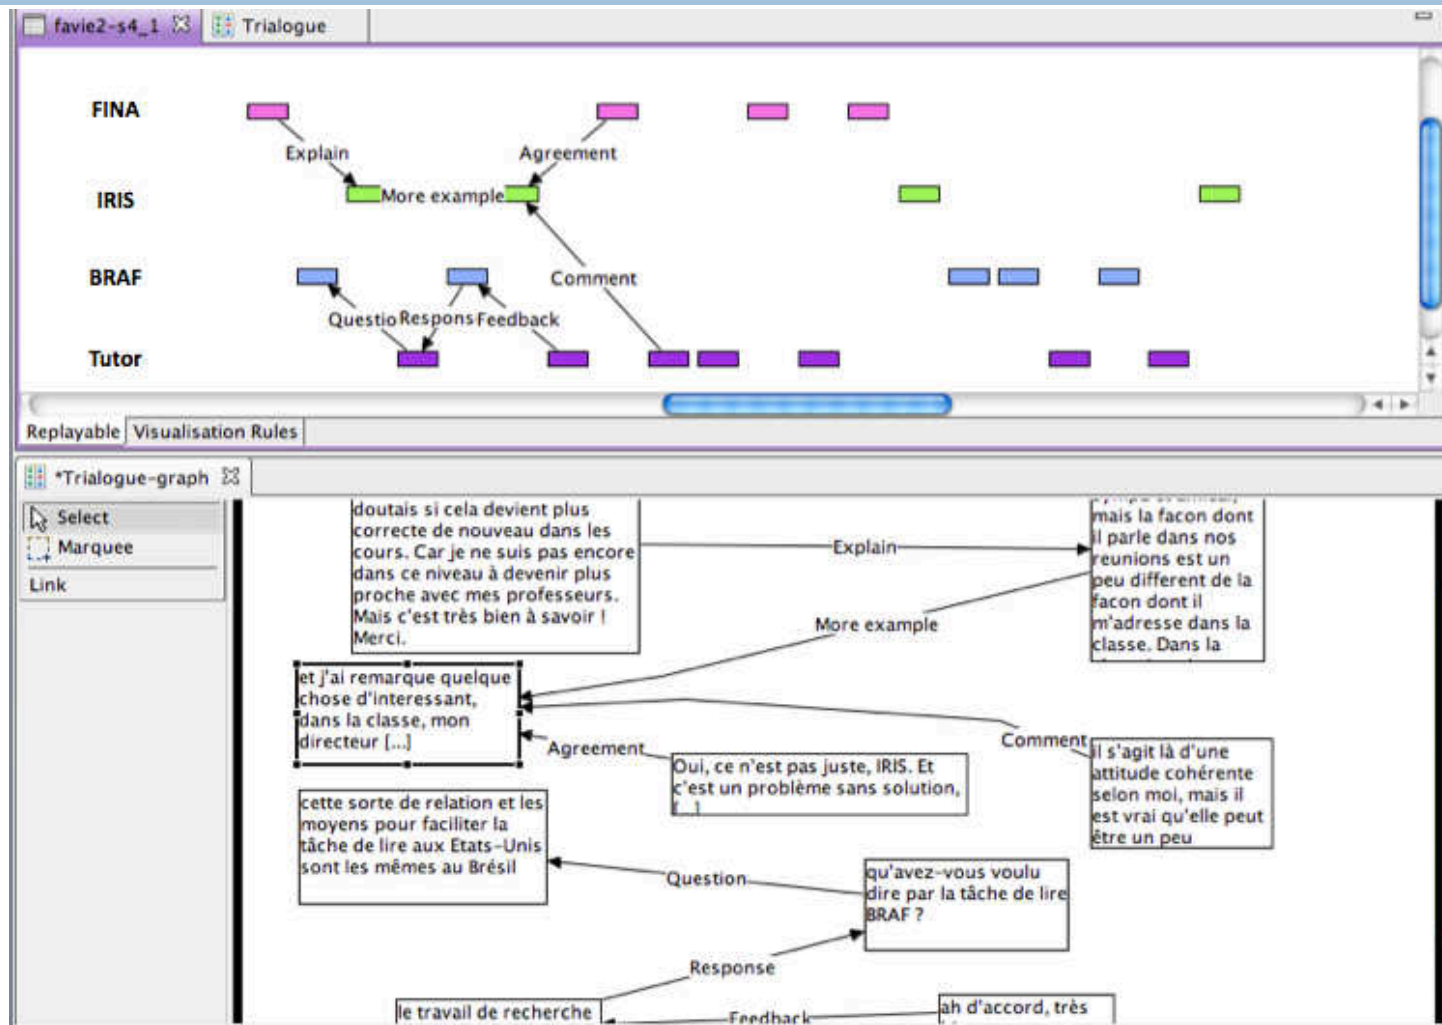 favie2-s4_1
Trialogue
FINA
Explain
Agreement
IRIS
More example
BRAF
Comment
Questio
Respons
Feedback
Tutor
Replayable
Visualisation Rules
*Trialogue-graph
Select
Marquee
Link
doutais si cela devient plus
correcte de nouveau dans les
cours. Car je ne suis pas encore
dans ce niveau à devenir plus
proche avec mes professeurs.
Mais c'est très bien à savoir !
Merci.
Explain
mais la facon dont
il parle dans nos
reunions est un
peu different de la
facon dont il
m'adresse dans la
classe. Dans la
More example
et j'ai remarque quelque
chose d'interessant,
dans la classe, mon
directeur [...]
Agreement
Oui, ce n'est pas juste, IRIS. Et
c'est un problème sans solution,
[...]
Comment
il s'agit là d'une
attitude cohérente
selon moi, mais il
est vrai qu'elle peut
être un peu
cette sorte de relation et les
moyens pour faciliter la
tâche de lire aux Etats-Unis
sont les mêmes au Brésil
Question
qu'avez-vous voulu
dire par la tâche de lire
BRAF ?
Response
le travail de recherche
Feedback
ah d'accord, très